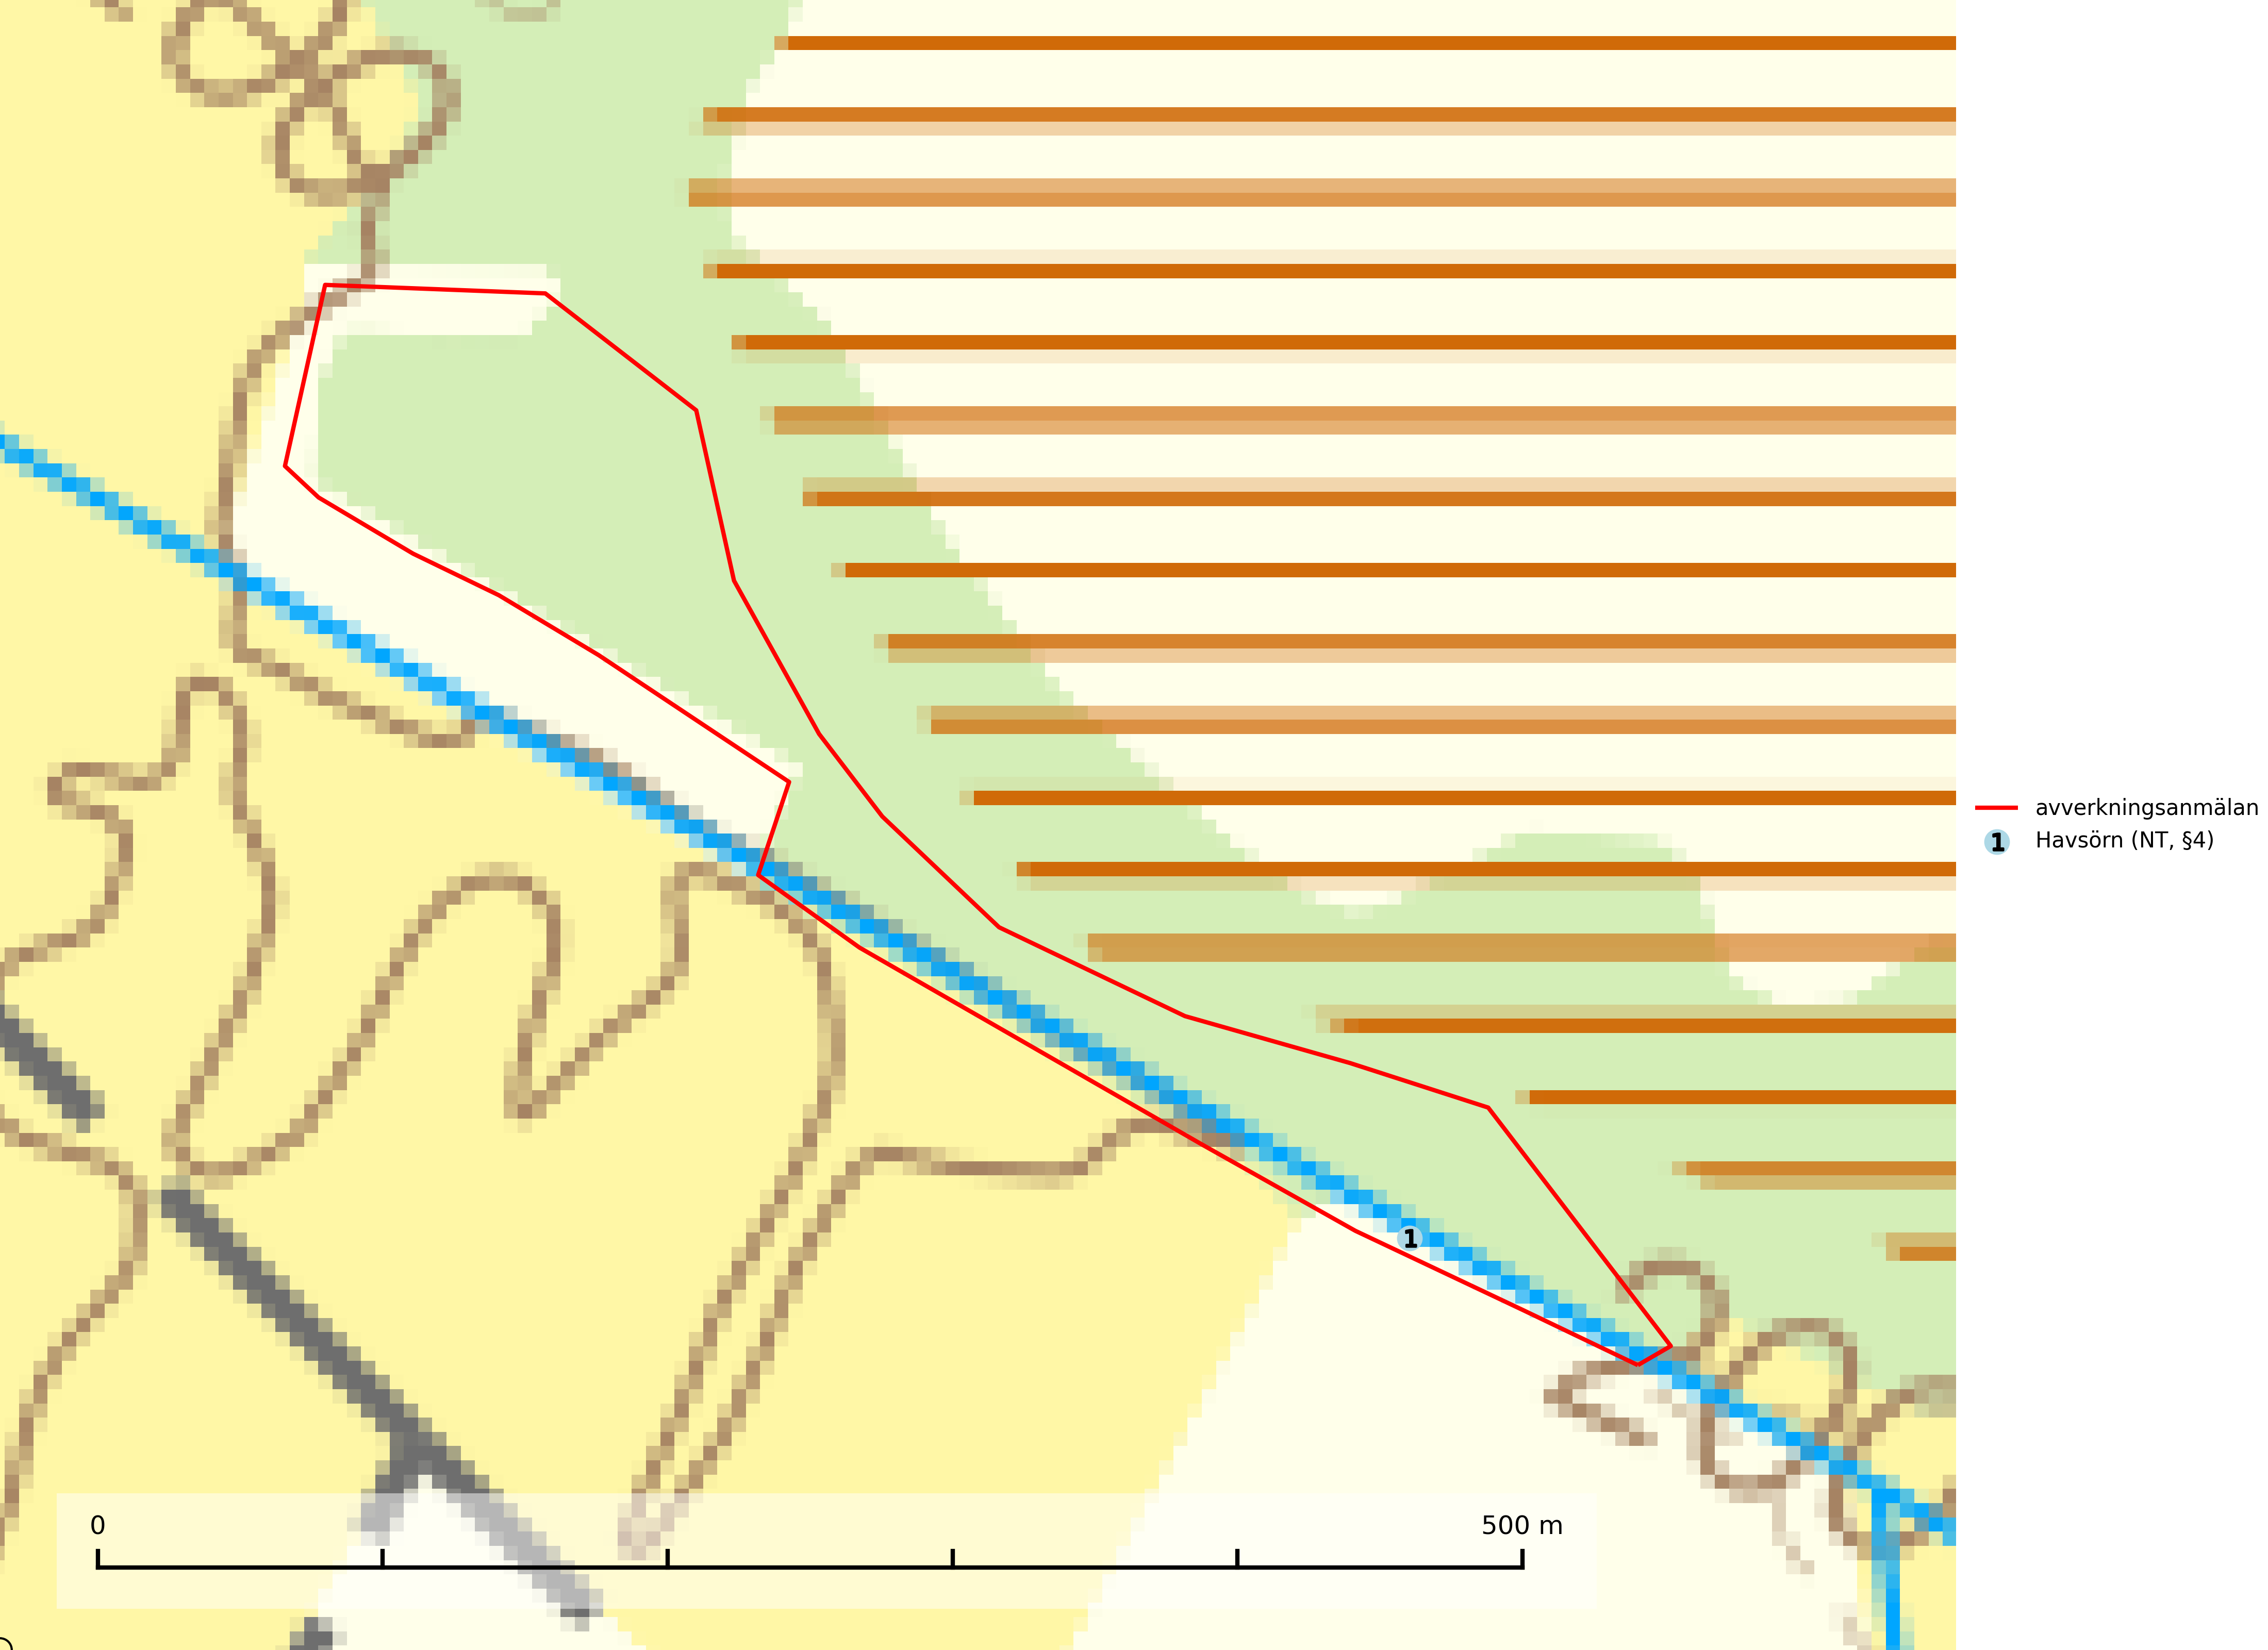 1
avverkningsanmälan
1 Havsörn (NT, §4)
0 500 m